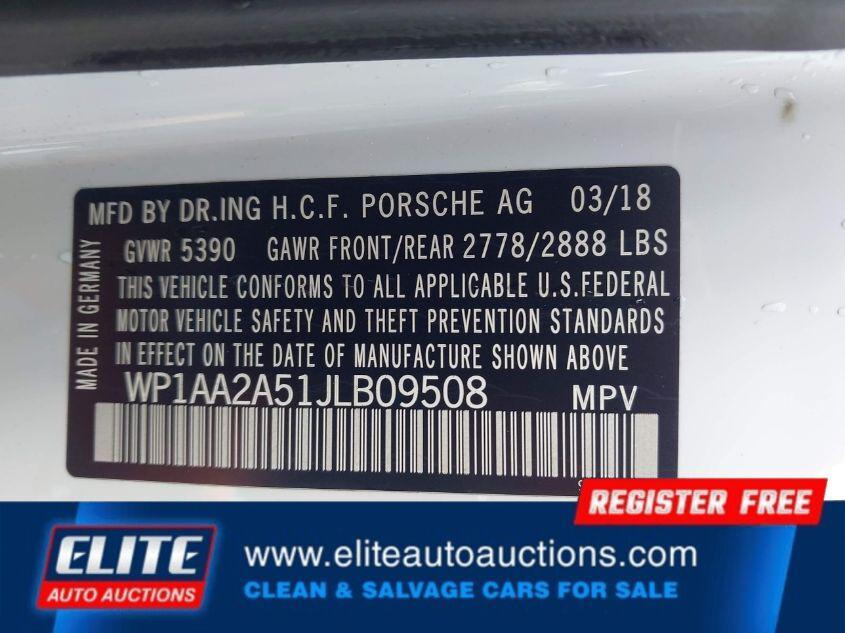 MFD BY DR.ING H.C.F. PORSCHE AG 03/18
GVWR 5390 GAWR FRONT/REAR 2778/2888 LBS
THIS VEHICLE CONFORMS TO ALL APPLICABLE U.S.FEDERAL
MOTOR VEHICLE SAFETY AND THEFT PREVENTION STANDARDS
IN EFFECT ON THE DATE OF MANUFACTURE SHOWN ABOVE
WP1AA2A51JLB09508 MPV
MADE IN GERMANY
REGISTER FREE
ELITE
AUTO AUCTIONS
www.eliteautoauctions.com
CLEAN & SALVAGE CARS FOR SALE